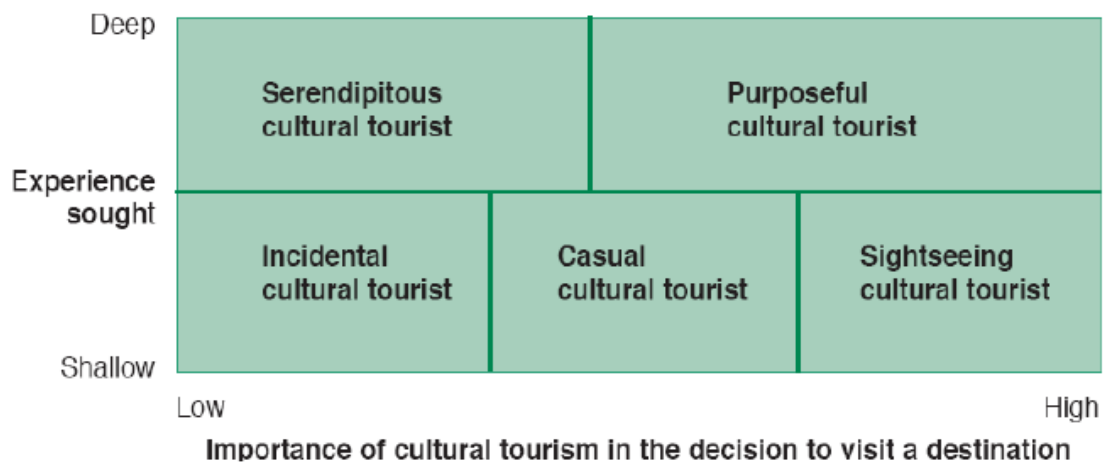 Deep
Serendipitous
cultural tourist
Purposeful
cultural tourist
Experience
sought
Incidental
cultural tourist
Casual
cultural tourist
Sightseeing
cultural tourist
Shallow
Low
High
Importance of cultural tourism in the decision to visit a destination